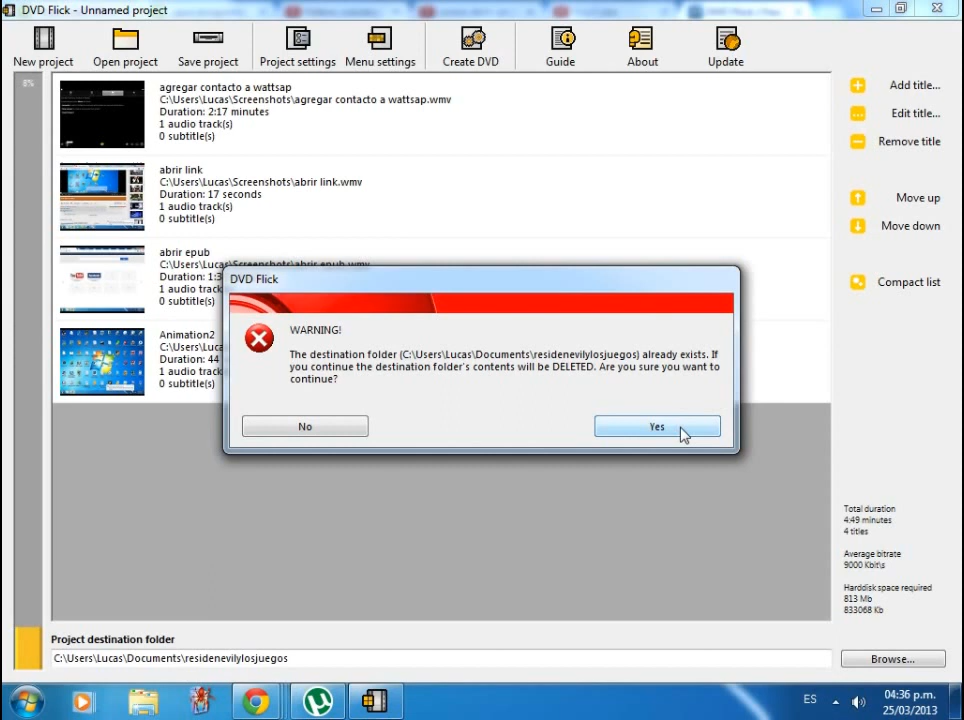 DVD Flick - Unnamed project
New project
Open project
Save project
Project settings
Menu settings
Create DVD
Guide
About
Update
8%
agregar contacto a wattsap
C:\Users\Lucas\Screenshots\agregar contacto a wattsap.wmv
Duration: 2:17 minutes
1 audio track(s)
0 subtitle(s)
abrir link
C:\Users\Lucas\Screenshots\abrir link.wmv
Duration: 17 seconds
1 audio track(s)
0 subtitle(s)
abrir epub
C:\Users\Lucas\Screenshots\abrir epub.wmv
Duration: 1:3
1 audio track
0 subtitle(s)
Animation2
C:\Users\Luca
Duration: 44
1 audio track
0 subtitle(s)
Add title...
Edit title...
Remove title
Move up
Move down
Compact list
DVD Flick
WARNING!
The destination folder (C:\Users\Lucas\Documents\residenevilylosjuegos) already exists. If
you continue the destination folder's contents will be DELETED. Are you sure you want to
continue?
No
Yes
Total duration
4:49 minutes
4 titles
Average bitrate
9000 Kbit\s
Harddisk space required
813 Mb
833068 Kb
Project destination folder
C:\Users\Lucas\Documents\residenevilylosjuegos
Browse...
ES
04:36 p.m.
25/03/2013